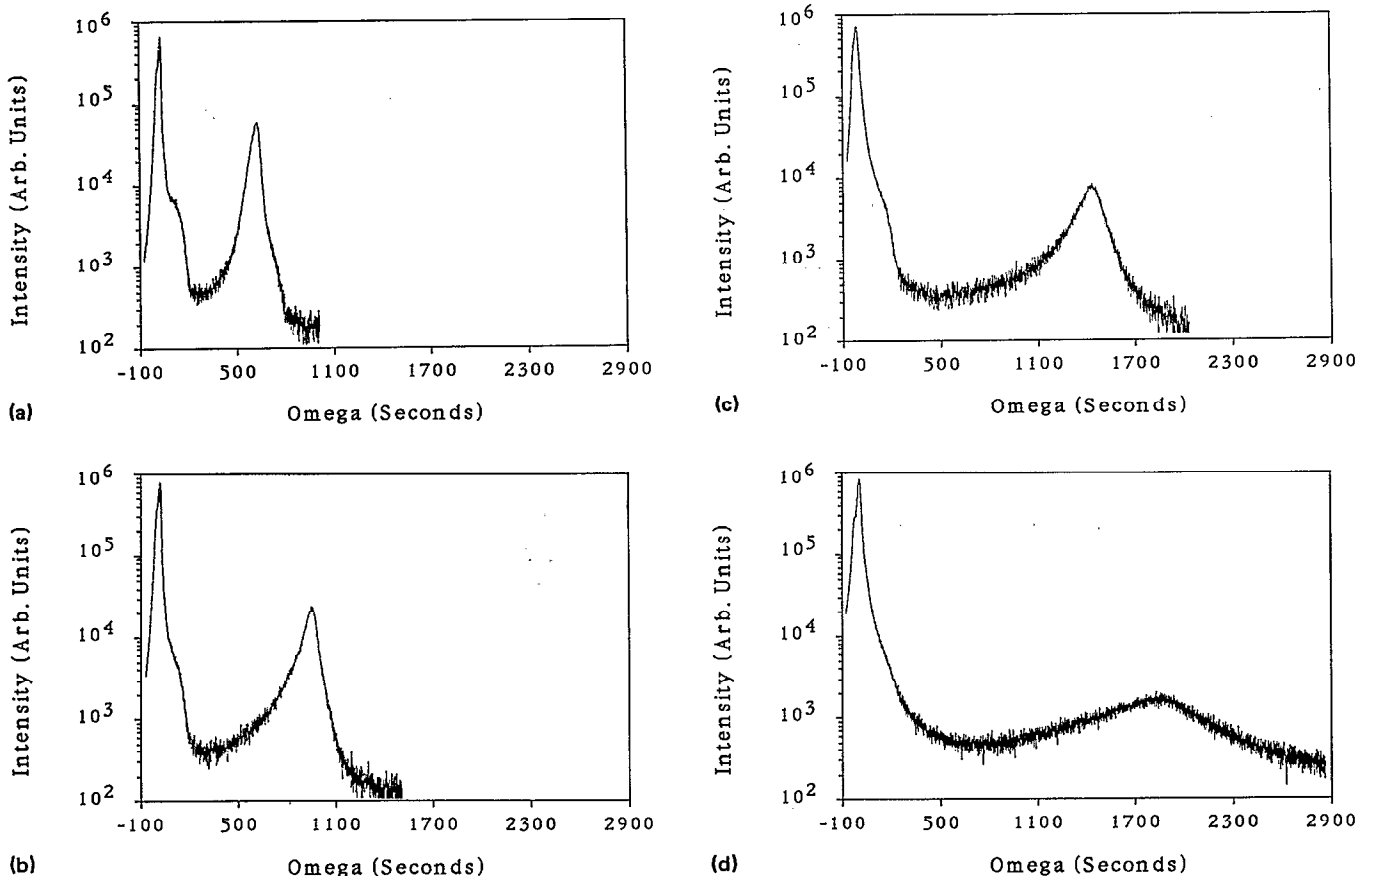 10^6
10^5
10^4
10^3
10^2
Intensity (Arb. Units)
-100 500 1100 1700 2300 2900
(a)
Omega (Seconds)
10^6
10^5
10^4
10^3
10^2
Intensity (Arb. Units)
-100 500 1100 1700 2300 2900
(c)
Omega (Seconds)
10^6
10^5
10^4
10^3
10^2
Intensity (Arb. Units)
-100 500 1100 1700 2300 2900
(b)
Omega (Seconds)
10^6
10^5
10^4
10^3
10^2
Intensity (Arb. Units)
-100 500 1100 1700 2300 2900
(d)
Omega (Seconds)